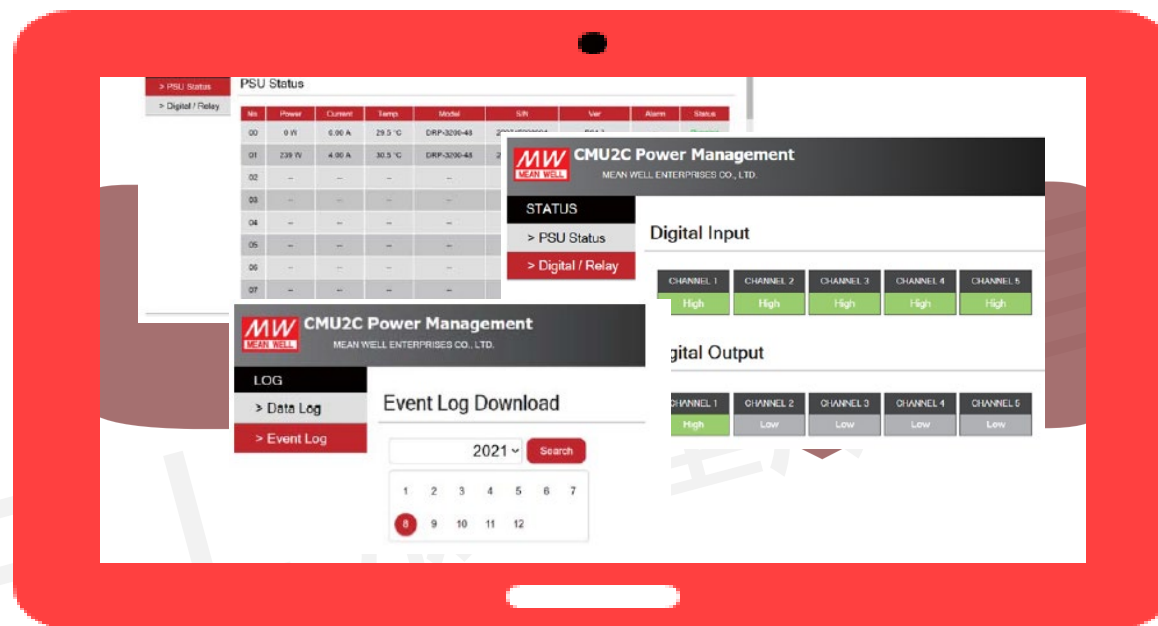 > PSU Status
> Digital / Relay
PSU Status
No Power Current Temp Model S/N Ver Alarm Status
00 0 W 0.00 A 29.5 °C DRP-3200-48
01 239 W 4.00 A 30.5 °C DRP-3200-48
02 – – – –
03 – – – –
04 – – – –
05 – – – –
06 – – – –
07 – – – –
MW
MEAN WELL
CMU2C Power Management
MEAN WELL ENTERPRISES CO., LTD.
STATUS
> PSU Status
> Digital / Relay
Digital Input
CHANNEL 1 CHANNEL 2 CHANNEL 3 CHANNEL 4 CHANNEL 5
High High High High High
gital Output
CHANNEL 1 CHANNEL 2 CHANNEL 3 CHANNEL 4 CHANNEL 5
High Low Low Low Low
MW
MEAN WELL
CMU2C Power Management
MEAN WELL ENTERPRISES CO., LTD.
LOG
> Data Log
> Event Log
Event Log Download
2021 Search
1 2 3 4 5 6 7
8 9 10 11 12